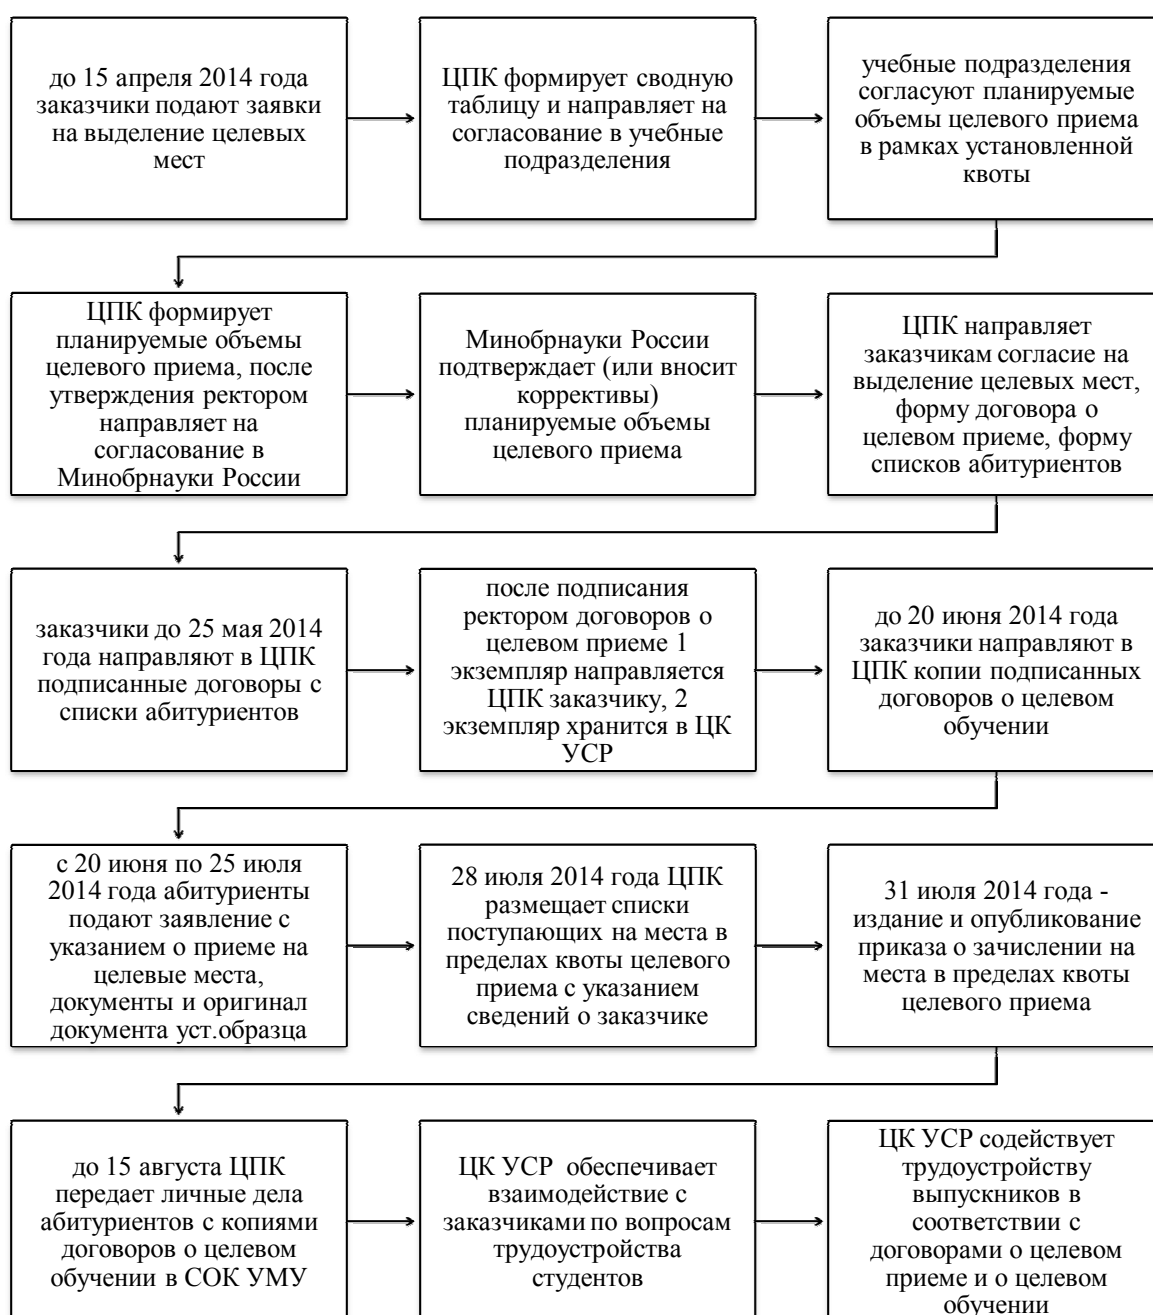 до 15 апреля 2014 года
заказчики подают заявки
на выделение целевых
мест
ЦПК формирует сводную
таблицу и направляет на
согласование в учебные
подразделения
учебные подразделения
согласуют планируемые
объемы целевого приема
в рамках установленной
квоты
ЦПК формирует
планируемые объемы
целевого приема, после
утверждения ректором
направляет на
согласование в
Минобрнауки России
Минобрнауки России
подтверждает (или вносит
коррективы)
планируемые объемы
целевого приема
ЦПК направляет
заказчикам согласие на
выделение целевых мест,
форму договора о
целевом приеме, форму
списков абитуриентов
заказчики до 25 мая 2014
года направляют в ЦПК
подписанные договоры с
списки абитуриентов
после подписания
ректором договоров о
целевом приеме 1
экземпляр направляется
ЦПК заказчику, 2
экземпляр хранится в ЦК
УСР
до 20 июня 2014 года
заказчики направляют в
ЦПК копии подписанных
договоров о целевом
обучении
с 20 июня по 25 июля
2014 года абитуриенты
подают заявление с
указанием о приеме на
целевые места,
документы и оригинал
документа уст.образца
28 июля 2014 года ЦПК
размещает списки
поступающих на места в
пределах квоты целевого
приема с указанием
сведений о заказчике
31 июля 2014 года -
издание и опубликование
приказа о зачислении на
места в пределах квоты
целевого приема
до 15 августа ЦПК
передает личные дела
абитуриентов с копиями
договоров о целевом
обучении в СОК УМУ
ЦК УСР обеспечивает
взаимодействие с
заказчиками по вопросам
трудоустройства
студентов
ЦК УСР содействует
трудоустройству
выпускников в
соответствии с
договорами о целевом
приеме и о целевом
обучении